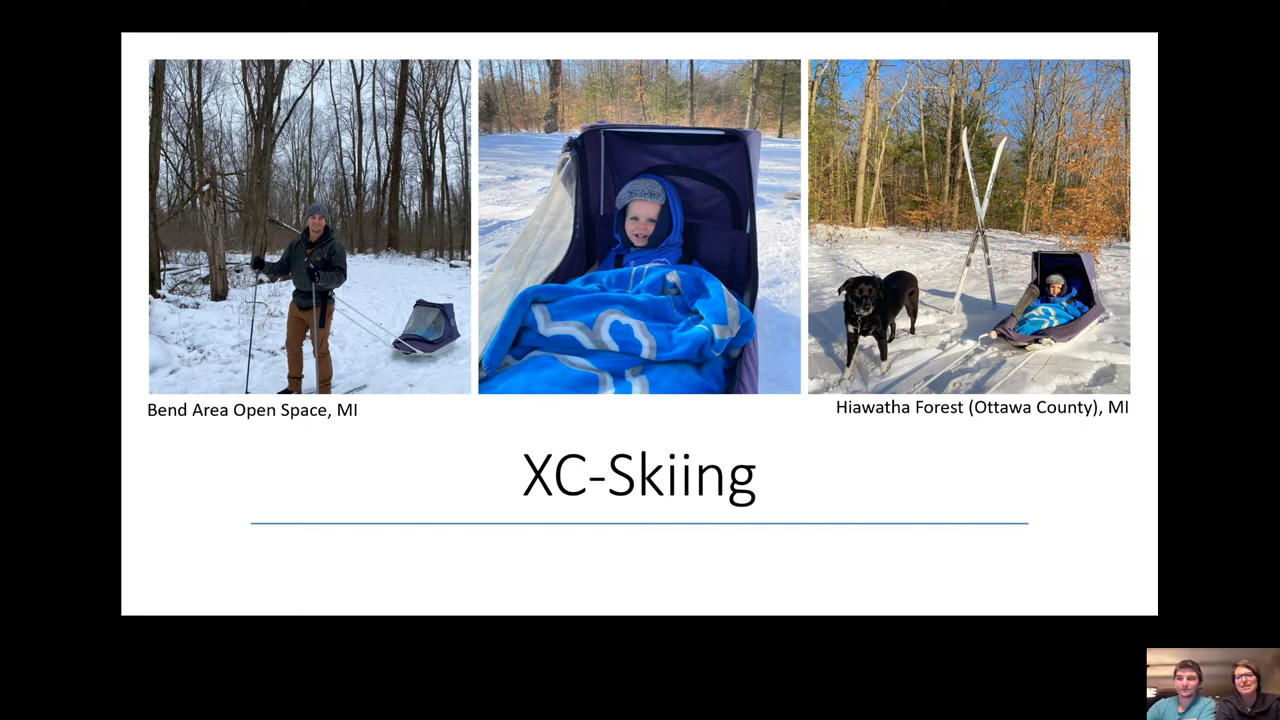 Bend Area Open Space, MI
Hiawatha Forest (Ottawa County), MI
XC-Skiing